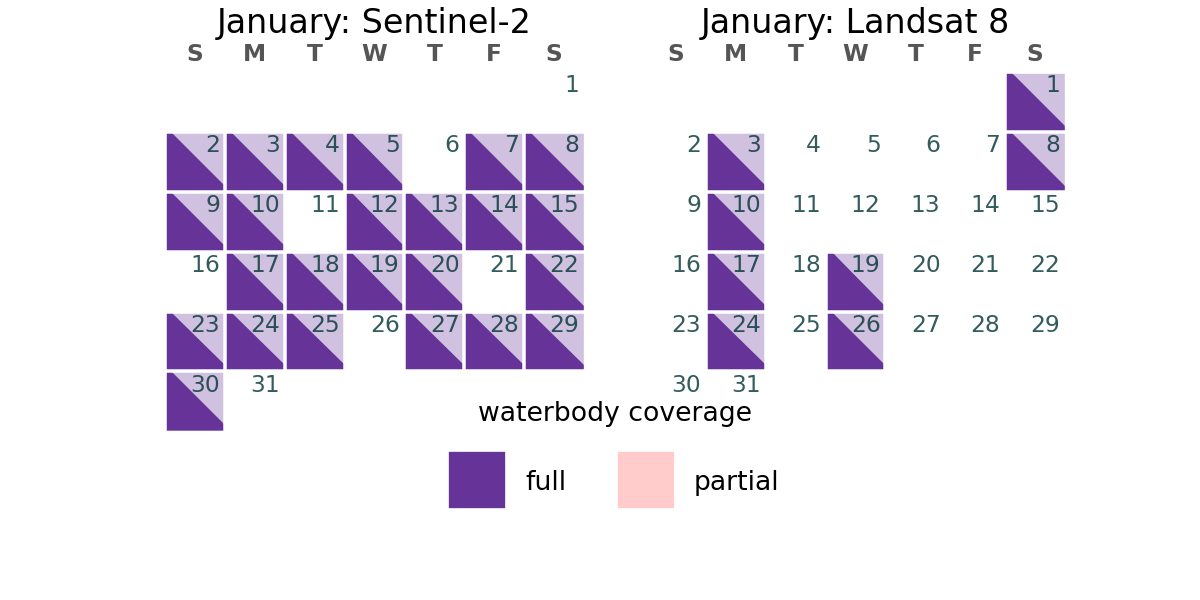 January: Sentinel-2
S M T W T F S
1
2 3 4 5 6 7 8
9 10 11 12 13 14 15
16 17 18 19 20 21 22
23 24 25 26 27 28 29
30 31
January: Landsat 8
S M T W T F S
1
2 3 4 5 6 7 8
9 10 11 12 13 14 15
16 17 18 19 20 21 22
23 24 25 26 27 28 29
30 31
waterbody coverage
full partial